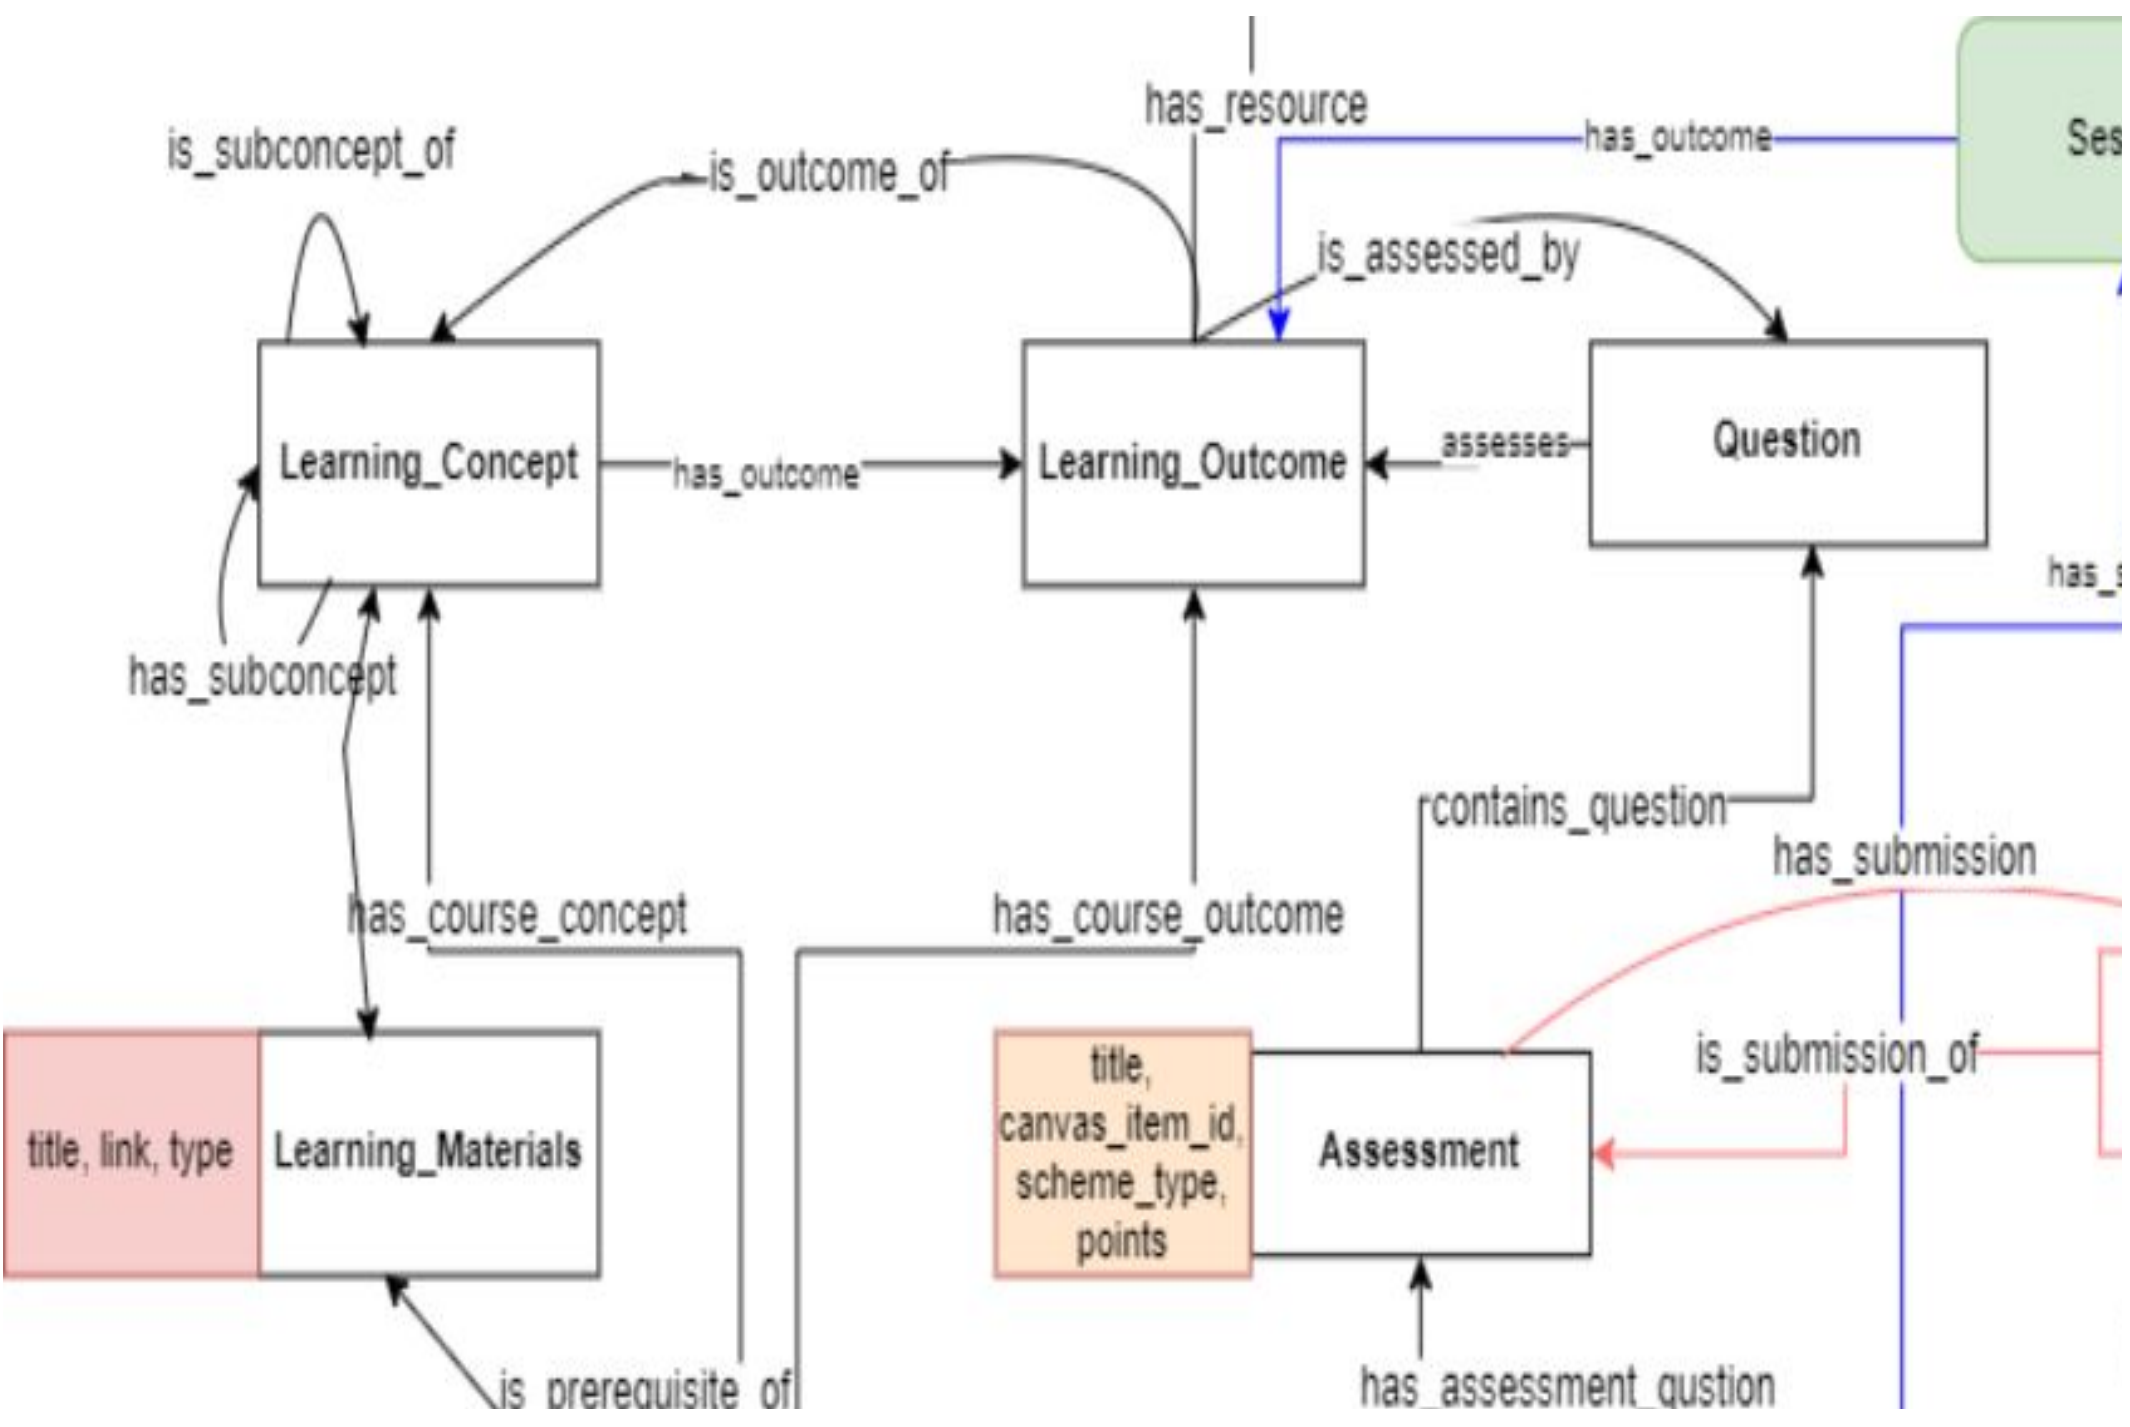 has_resource
has_outcome
Ses
is_subconcept_of
is_outcome_of
is_assessed_by
Learning_Concept
has_outcome
Learning_Outcome
assesses
Question
has_s
has_subconcept
contains_question
has_submission
has_course_concept
has_course_outcome
is_submission_of
title, link, type
Learning_Materials
title,
canvas_item_id,
scheme_type,
points
Assessment
is_prerequisite_of
has_assessment_qustion